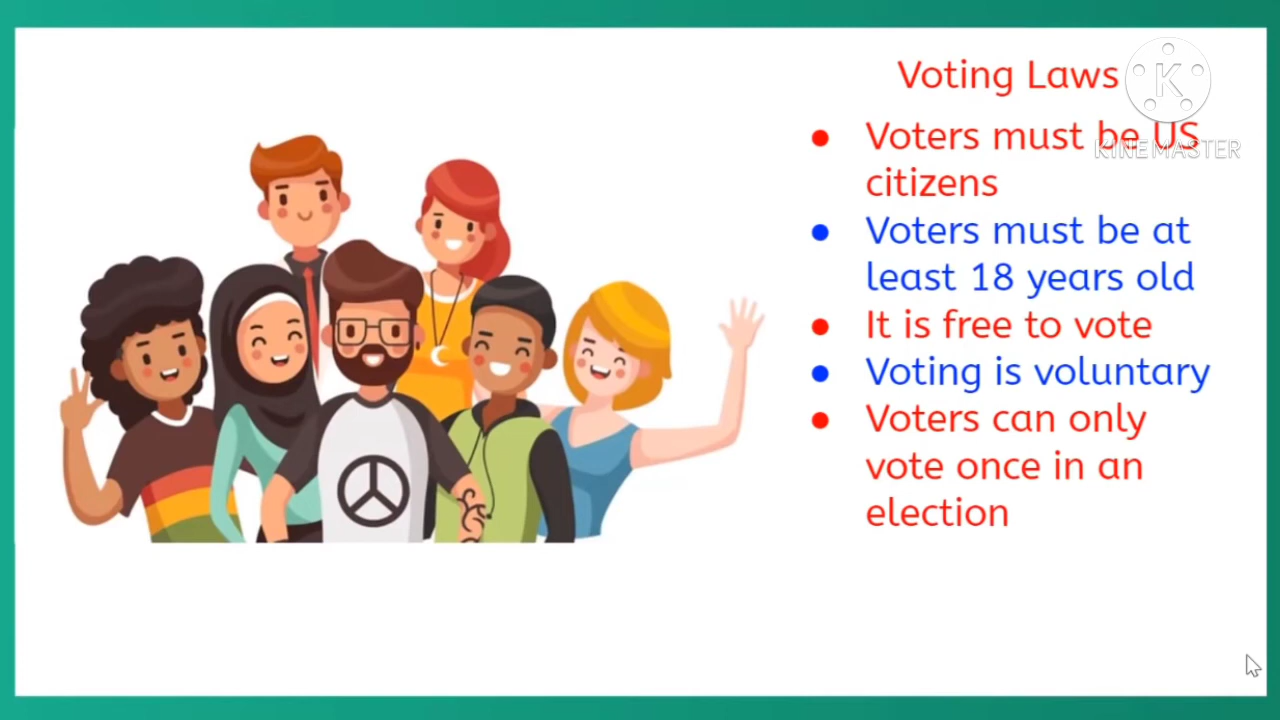 Voting Laws
K
KINEMASTER
● Voters must be US
citizens
● Voters must be at
least 18 years old
● It is free to vote
● Voting is voluntary
● Voters can only
vote once in an
election